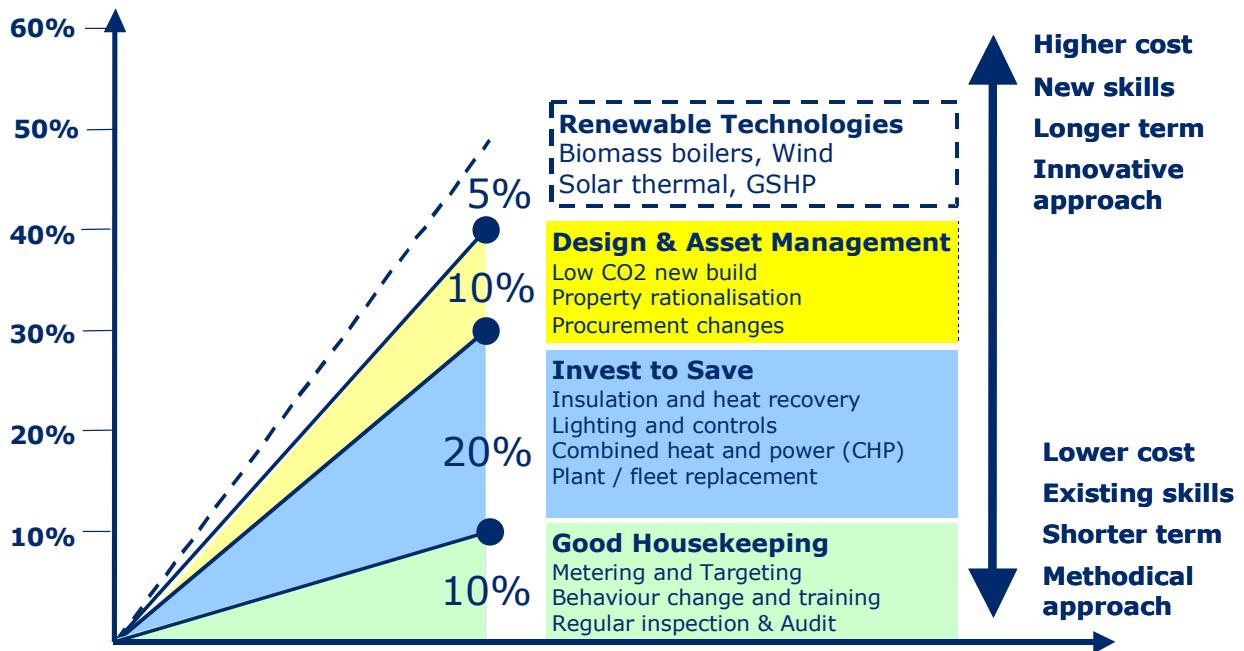 60%
50%
40%
30%
20%
10%
5%
10%
20%
10%
Renewable Technologies
Biomass boilers, Wind
Solar thermal, GSHP
Design & Asset Management
Low CO2 new build
Property rationalisation
Procurement changes
Invest to Save
Insulation and heat recovery
Lighting and controls
Combined heat and power (CHP)
Plant / fleet replacement
Good Housekeeping
Metering and Targeting
Behaviour change and training
Regular inspection & Audit
Higher cost
New skills
Longer term
Innovative
approach
Lower cost
Existing skills
Shorter term
Methodical
approach